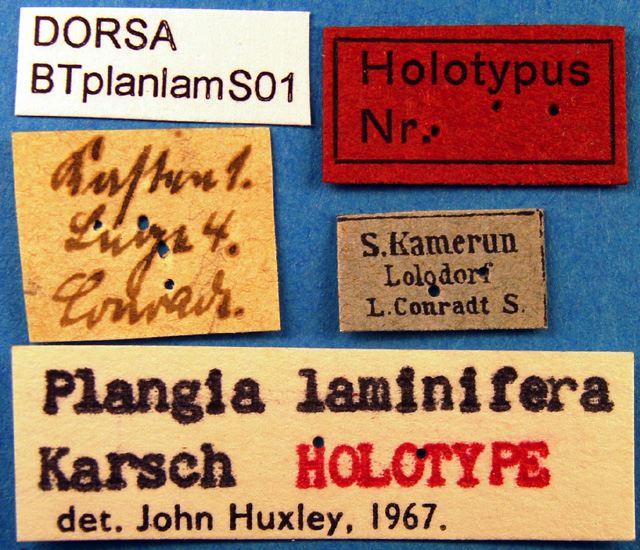 DORSA
BTplanlamS01
Holotypus
Nr.
Kasten 1.
4.
Conradt.
S. Kamerun
Lolodorf
L. Conradt S.
Plangia laminifera
Karsch HOLOTYPE
det. John Huxley, 1967.